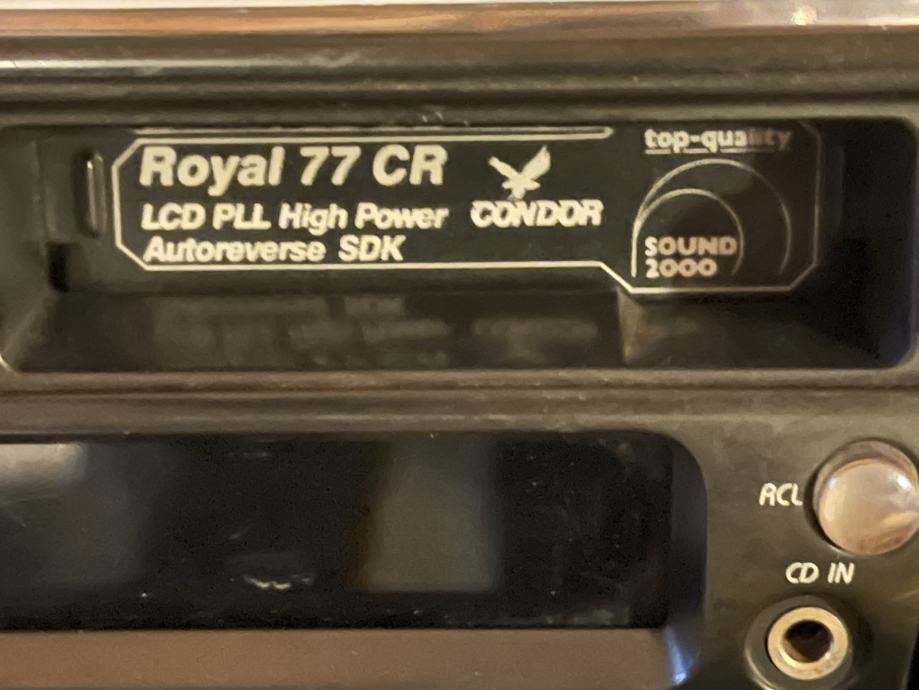 Royal 77 CR
LCD PLL High Power
Autoreverse SDK
CONDOR
top-quality
SOUND
2000
RCL
CD IN